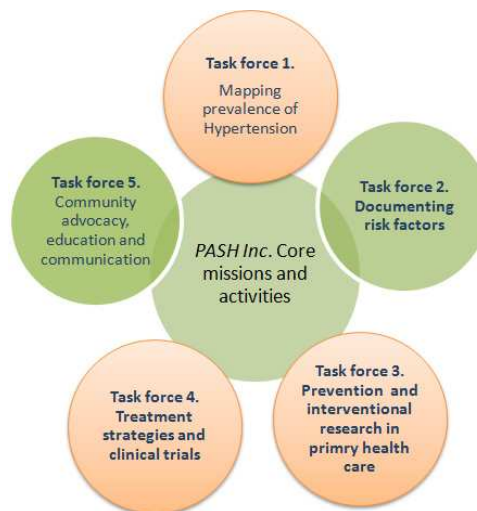 Task force 1.
Mapping
prevalence of
Hypertension
Task force 2.
Documenting
risk factors
Task force 3.
Prevention and
interventional
research in
primry health
care
Task force 4.
Treatment
strategies and
clinical trials
Task force 5.
Community
advocacy,
education and
communication
PASH Inc. Core
missions and
activities